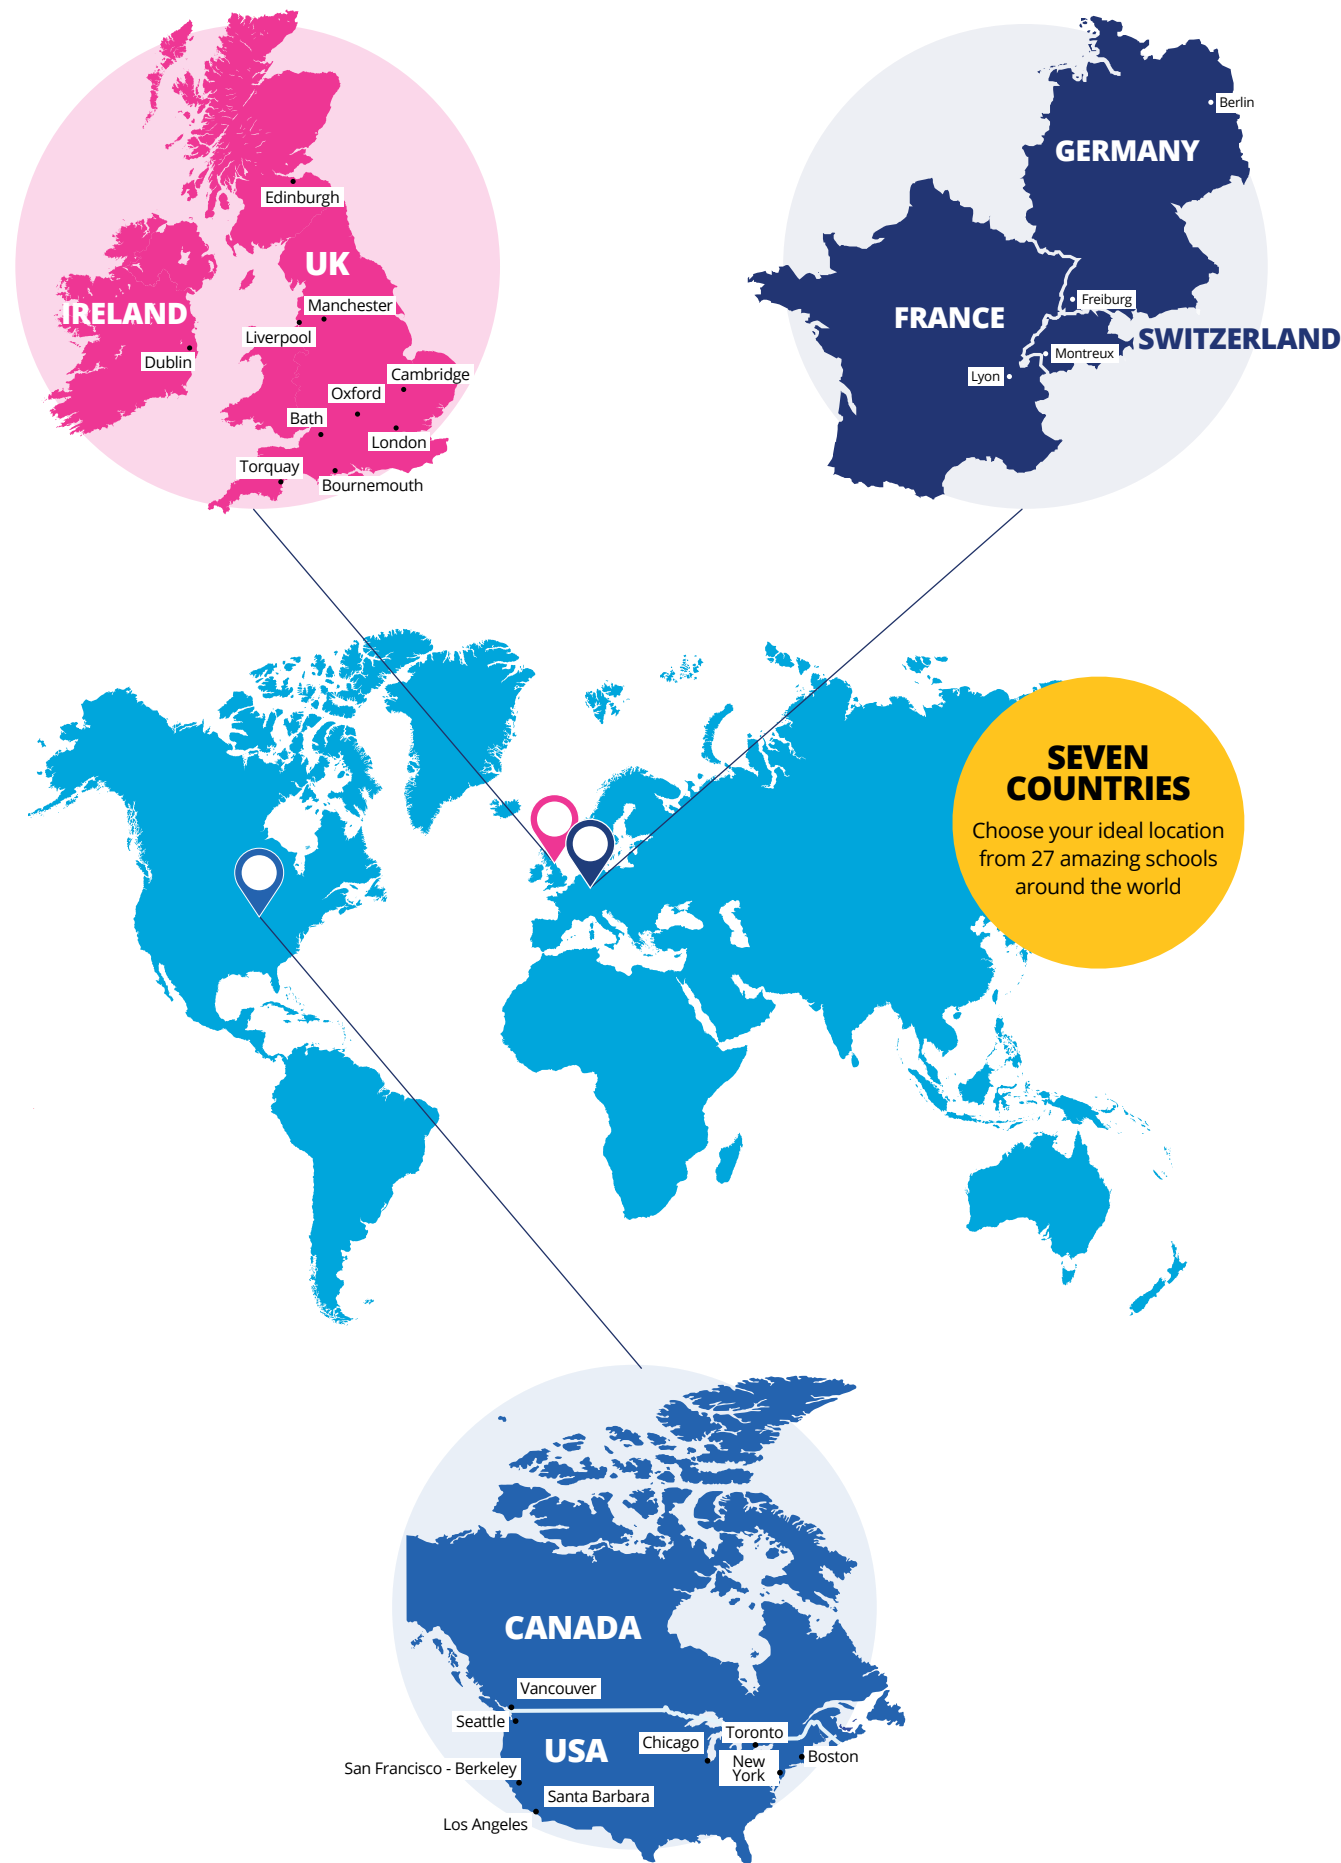 Edinburgh
UK
IRELAND
Manchester
Liverpool
Dublin
Cambridge
Oxford
Bath
London
Torquay
Bournemouth
Berlin
GERMANY
Freiburg
FRANCE
SWITZERLAND
Montreux
Lyon
SEVEN
COUNTRIES
Choose your ideal location
from 27 amazing schools
around the world
CANADA
Vancouver
Seattle
Toronto
Chicago
USA
New
York
Boston
San Francisco - Berkeley
Santa Barbara
Los Angeles